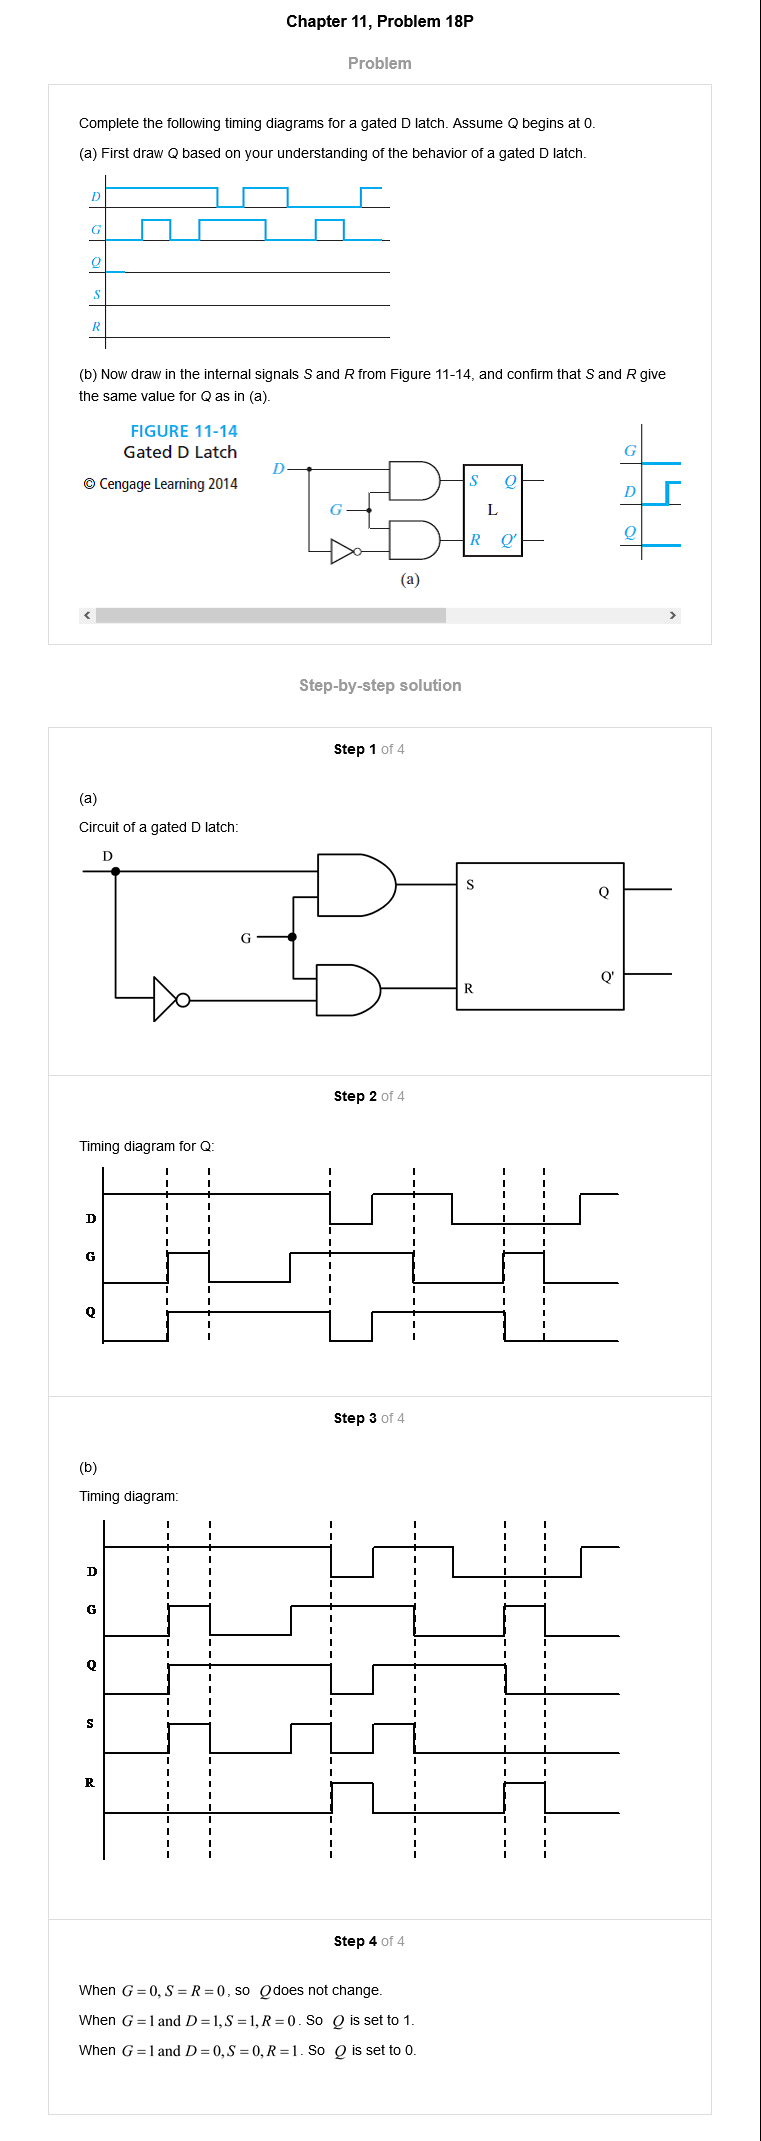 Chapter 11, Problem 18P
Problem
Complete the following timing diagrams for a gated D latch. Assume Q begins at 0.
(a) First draw Q based on your understanding of the behavior of a gated D latch.
D
G
Q
S
R
(b) Now draw in the internal signals S and R from Figure 11-14, and confirm that S and R give
the same value for Q as in (a).
FIGURE 11-14
Gated D Latch
© Cengage Learning 2014
D
G
S Q
L
R Q'
(a)
G
D
Q
Step-by-step solution
Step 1 of 4
(a)
Circuit of a gated D latch:
D
G
S
Q
R
Q'
Step 2 of 4
Timing diagram for Q:
D
G
Q
Step 3 of 4
(b)
Timing diagram:
D
G
Q
S
R
Step 4 of 4
When G = 0, S = R = 0, so Q does not change.
When G = 1 and D = 1, S = 1, R = 0. So Q is set to 1.
When G = 1 and D = 0, S = 0, R = 1. So Q is set to 0.